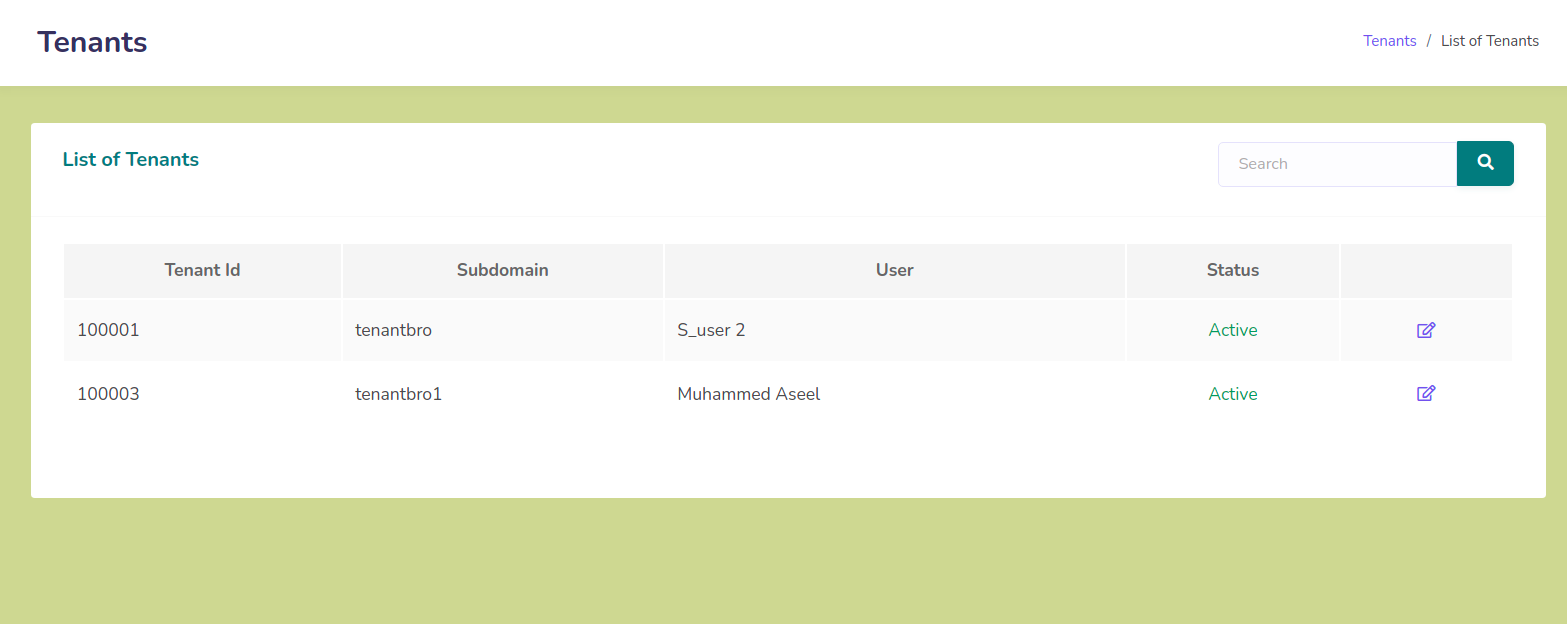 Tenants
Tenants / List of Tenants
List of Tenants
Search
Tenant Id Subdomain User Status
100001 tenantbro S_user 2 Active
100003 tenantbro1 Muhammed Aseel Active